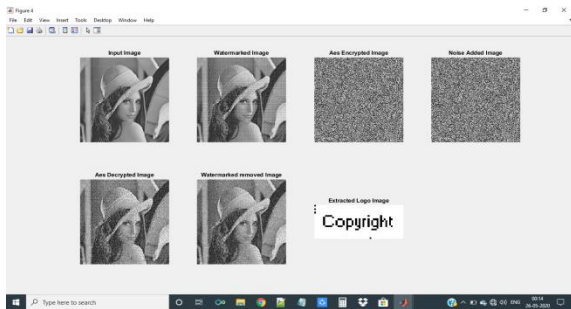 Figure 4
File Edit View Insert Tools Desktop Window Help
Input Image
Watermarked Image
Aes Encrypted Image
Noise Added Image
Aes Decrypted Image
Watermarked removed Image
Extracted Logo Image
Copyright
Type here to search
ENG
00:14
26-05-2020